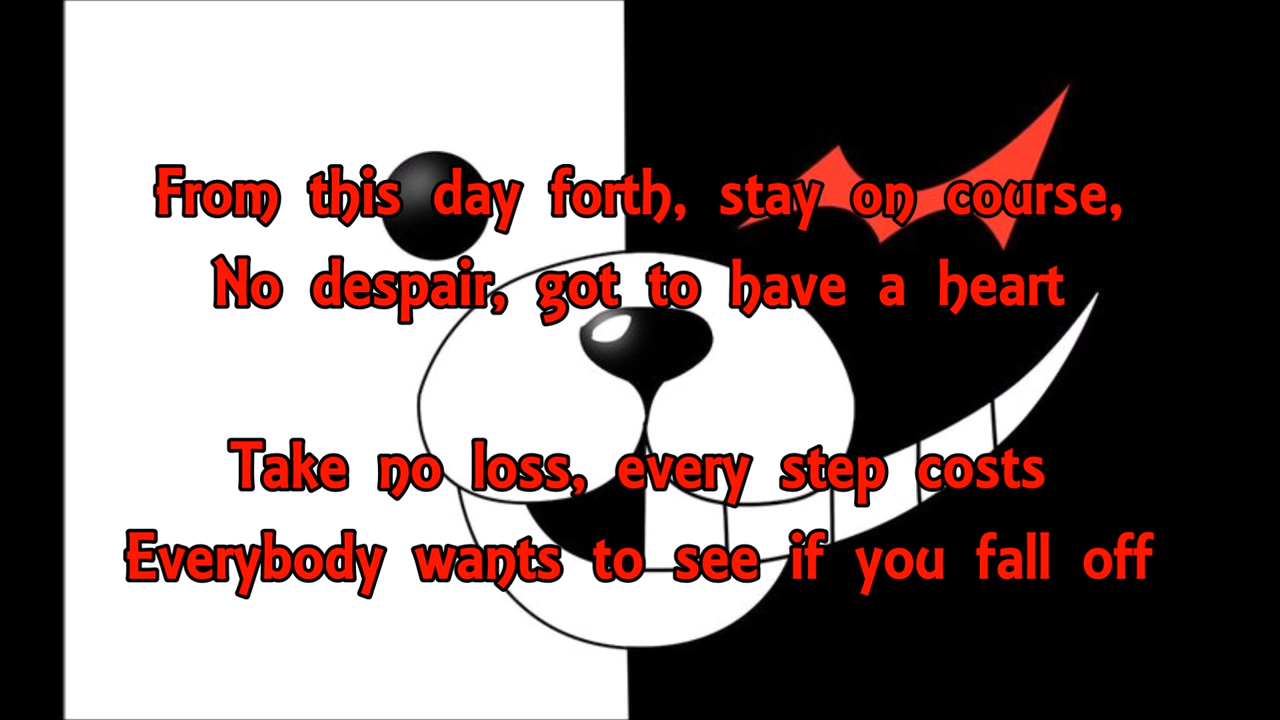 From this day forth, stay on course,
No despair, got to have a heart
Take no loss, every step costs
Everybody wants to see if you fall off